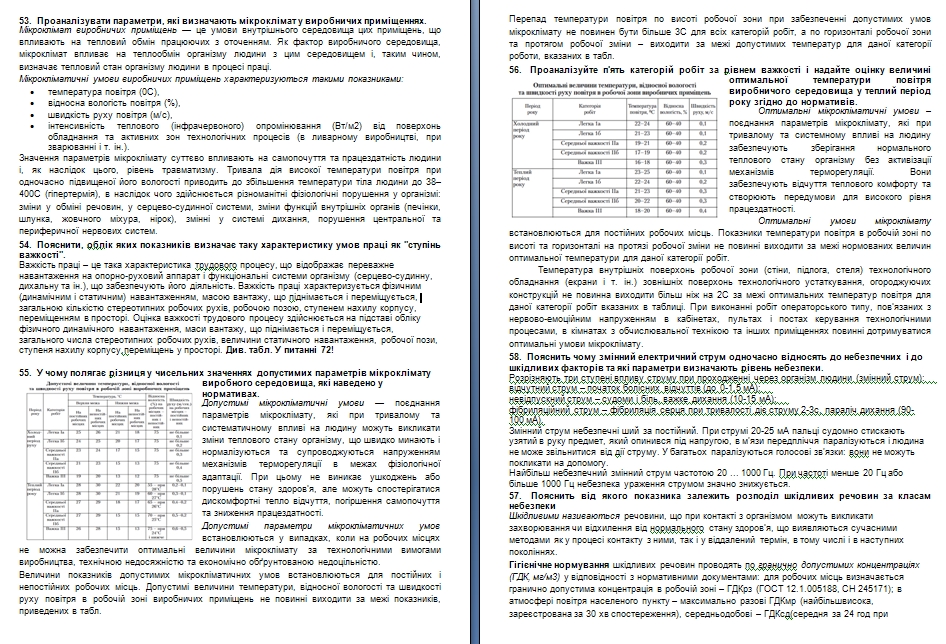 53. Проаналізувати параметри, які визначають мікроклімат у виробничих приміщеннях.
Мікроклімат виробничих приміщень — це умови внутрішнього середовища цих приміщень, що
впливають на тепловий обмін працюючих з оточенням. Як фактор виробничого середовища,
мікроклімат впливає на теплообмін організму людини з цим середовищем і, таким чином,
визначає тепловий стан організму людини в процесі праці.
Мікрокліматичні умови виробничих приміщень характеризуються такими показниками:
• температура повітря (0С),
• відносна вологість повітря (%),
• швидкість руху повітря (м/с),
• інтенсивність теплового (інфрачервоного) опромінювання (Вт/м2) від поверхонь
обладнання та активних зон технологічних процесів (в ливарному виробництві, при
зварюванні і т. ін.).
Значення параметрів мікроклімату суттєво впливають на самопочуття та працездатність людини
і, як наслідок цього, рівень травматизму. Тривала дія високої температури повітря при
одночасно підвищеної його вологості приводить до збільшення температури тіла людини до 38–
400С (гіпертермія), в наслідок чого здійснюється різноманітні фізіологічні порушення у організмі:
зміни у обміні речовин, у серцево-судинної системи, зміни функцій внутрішніх органів (печінки,
шлунка, жовчного міхура, нірок), змінні у системі дихання, порушення центральної та
периферичної нервових систем.
54. Пояснити, облік яких показників визначає таку характеристику умов праці як "ступінь
важкості".
Важкість праці – це така характеристика трудового процесу, що відображає переважне
навантаження на опорно-руховий аппарат і функціональні системи організму (серцево-судинну,
дихальну та ін.), що забезпечують його діяльність. Важкість праці характеризується фізичним
(динамічним і статичним) навантаженням, масою вантажу, що піднімається і переміщується,
загальною кількістю стереотипних робочих рухів, робочою позою, ступенем нахилу корпусу,
переміщенням в просторі. Оцінка важкості трудового процесу здійснюється на підставі обліку
фізичного динамічного навантаження, маси вантажу, що піднімається і переміщується,
загального числа стереотипних робочих рухів, величини статичного навантаження, робочої пози,
ступеня нахилу корпусу,переміщень у просторі. Див. табл. У питанні 72!
55. У чому полягає різниця у чисельних значеннях допустимих параметрів мікроклімату
виробного середовища, які наведено у
нормативах.
Допустимі мікрокліматичні умови — поєднання
параметрів мікроклімату, які при тривалому та
систематичному впливі на людину можуть викликати
зміни теплового стану організму, що швидко минають і
нормалізуються та супроводжуються напруженням
механізмів терморегуляції в межах фізіологічної
адаптації. При цьому не виникає ушкоджень або
порушень стану здоров'я, але можуть спостерігатися
дискомфортні тепло відчуття, погіршення самопочуття
та зниження працездатності.
Допустимі параметри мікрокліматичних умов
встановлюються у випадках, коли на робочих місцях
не можна забезпечити оптимальні величини мікроклімату за технологічними вимогами
виробництва, технічною недосяжністю та економічно обґрунтованою недоцільністю.
Величини показників допустимих мікрокліматичних умов встановлюються для постійних і
непостійних робочих місць. Допустимі величини температури, відносної вологості та швидкості
руху повітря в робочій зоні виробничих приміщень не повинні виходити за межі показників,
приведених в табл.
Перепад температури повітря по висоті робочої зони при забезпеченні допустимих умов
мікроклімату не повинен бути більше 3С для всіх категорій робіт, а по горизонталі робочої зони
та протягом робочої зміни – виходити за межі допустимих температур для даної категорії
роботи, вказаних в табл.
56. Проаналізуйте п'ять категорій робіт за рівнем важкості і надайте оцінку величині
оптимальної температури повітря
виробничого середовища у теплий період
року згідно до нормативів.
Оптимальні величини температури, відносної вологості
та швидкості руху повітря в робочої зони виробничих приміщень
Період року Категорія робіт Температура повітря, °С Відносна вологість, % Швидкість руху, м/с
Холодний період року Легка Іа 22–24 60–40 0,1
Легка Іб 21–23 60–40 0,1
Середньої важкості ІІа 19–21 60–40 0,2
Середньої важкості ІІб 17–19 60–40 0,2
Важка ІІІ 16–18 60–40 0,3
Теплий період року Легка Іа 23–25 60–40 0,1
Легка Іб 22–24 60–40 0,2
Середньої важкості ІІа 21–23 60–40 0,3
Середньої важкості ІІб 20–22 60–40 0,3
Важка ІІІ 18–20 60–40 0,4
Оптимальні мікрокліматичні умови –
поєднання параметрів мікроклімату, які при
тривалому та системному впливі на людину
забезпечують зберігання нормального
теплового стану організму без активізації
механізмів терморегуляції. Вони
забезпечують відчуття теплового комфорту та
створюють передумови для високого рівня
працездатності.
Оптимальні умови мікроклімату
встановлюються для постійних робочих місць. Показники температури повітря в робочій зоні по
висоті та горизонталі на протязі робочої зміни не повинні виходити за межі нормованих величин
оптимальної температури для даної категорії робіт.
Температура внутрішніх поверхонь робочої зони (стіни, підлога, стеля) технологічного
обладнання (екрани і т. ін.) зовнішніх поверхонь технологічного устаткування, огороджуючих
конструкцій не повинна виходити більш ніж на 2С за межі оптимальних температур повітря для
даної категорії робіт вказаних в таблиці. При виконанні робіт операторського типу, пов'язаних з
нервово-емоційним напруженням в кабінетах, пультах і постах керування технологічними
процесами, в кімнатах з обчислювальної технікою та інших приміщеннях повинні дотримуватися
оптимальні умови мікроклімату.
58. Пояснити чому змінний електричний струм одночасно відносять до небезпечних і до
шкідливих факторів та які параметри визначають рівень небезпеки.
Розрізняють три ступені впливу струму при проходженні через організм людини (змінний струм):
відчутний струм – початок болісних відчуттів (до 0-1,5 мА);
невідпускний струм – судоми і біль, важке дихання (10-15 мА);
фібриляційний струм – фібриляція серця при тривалості діє струму 2-3с, параліч дихання (90-
100 мА).
Змінний струм небезпечні ший за постійний. При струмі 20-25 мА пальці судомно стискають
узятий в руку предмет, який опинився під напругою, в м'язи передпліччя паралізуються і людина
не може звільнитися від дії струму. У багатьох паралізуються голосові зв'язки: вони не можуть
покликати на допомогу.
Найбільш небезпечний змінний струм частотою 20 … 1000 Гц. При частоті менше 20 Гц або
більше 1000 Гц небезпека ураження струмом значно знижується.
57. Пояснить від якого показника залежить розподіл шкідливих речовин за класам
небезпеки
Шкідливими називаются речовини, що при контакті з організмом можуть викликати
захворювання чи відхилення від нормального стану здоров'я, що виявляються сучасними
методами як у процесі контакту з ними, так і у віддалений термін, в тому числі і в наступних
поколіннях.
Гігієнічне нормування шкідливих речовин проводять по гранично допустимих концентраціях
(ГДК, мг/м3) у відповідності з нормативними документами: для робочих місць визначається
гранично допустима концентрація в робочій зоні – ГДКрз (ГОСТ 12.1.005188, СН 245171); в
атмосфері повітря населеного пункту – максимально разові ГДКмр (найбільшвисока,
зареєстрована за 30 хв спостереження), середньодобові – ГДКсд(середня за 24 год при